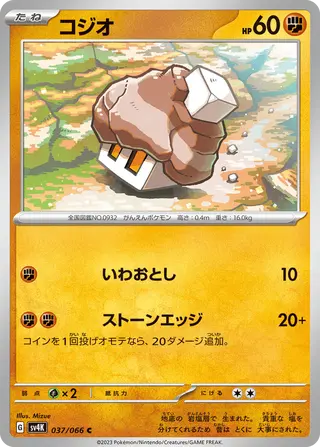 たね
コジオ
HP60
全国図鑑NO.0932 がんえんポケモン 高さ:0.4m 重さ:16.0kg
いわおとし 10
ストーンエッジ 20+
コインを1回投げオモテなら、20ダメージ追加。
弱点 ×2 抵抗力 にげる
Illus. Mizue
G sv4K 037/066 C
地底の 岩塩層で 生まれた。 貴重な 塩を
分けてくれるため 昔は とくに 大事に された。
©2023 Pokémon/Nintendo/Creatures/GAME FREAK.